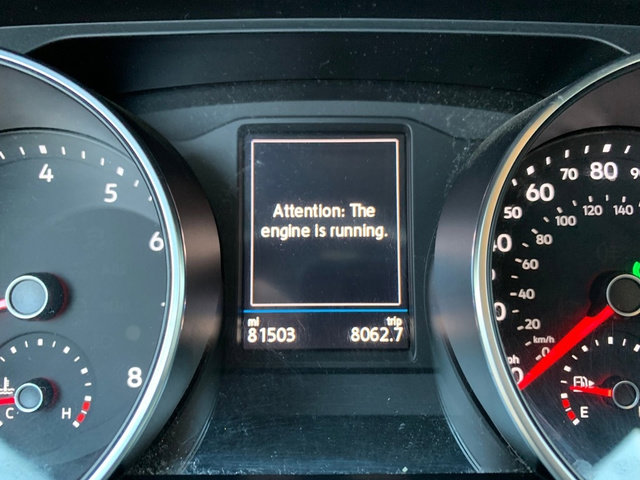 Attention: The
engine is running.
mi trip
81503 8062.7
4
5
6
8
C H
50 60 80
20 40 60 80 100 120 140
km/h
0
E